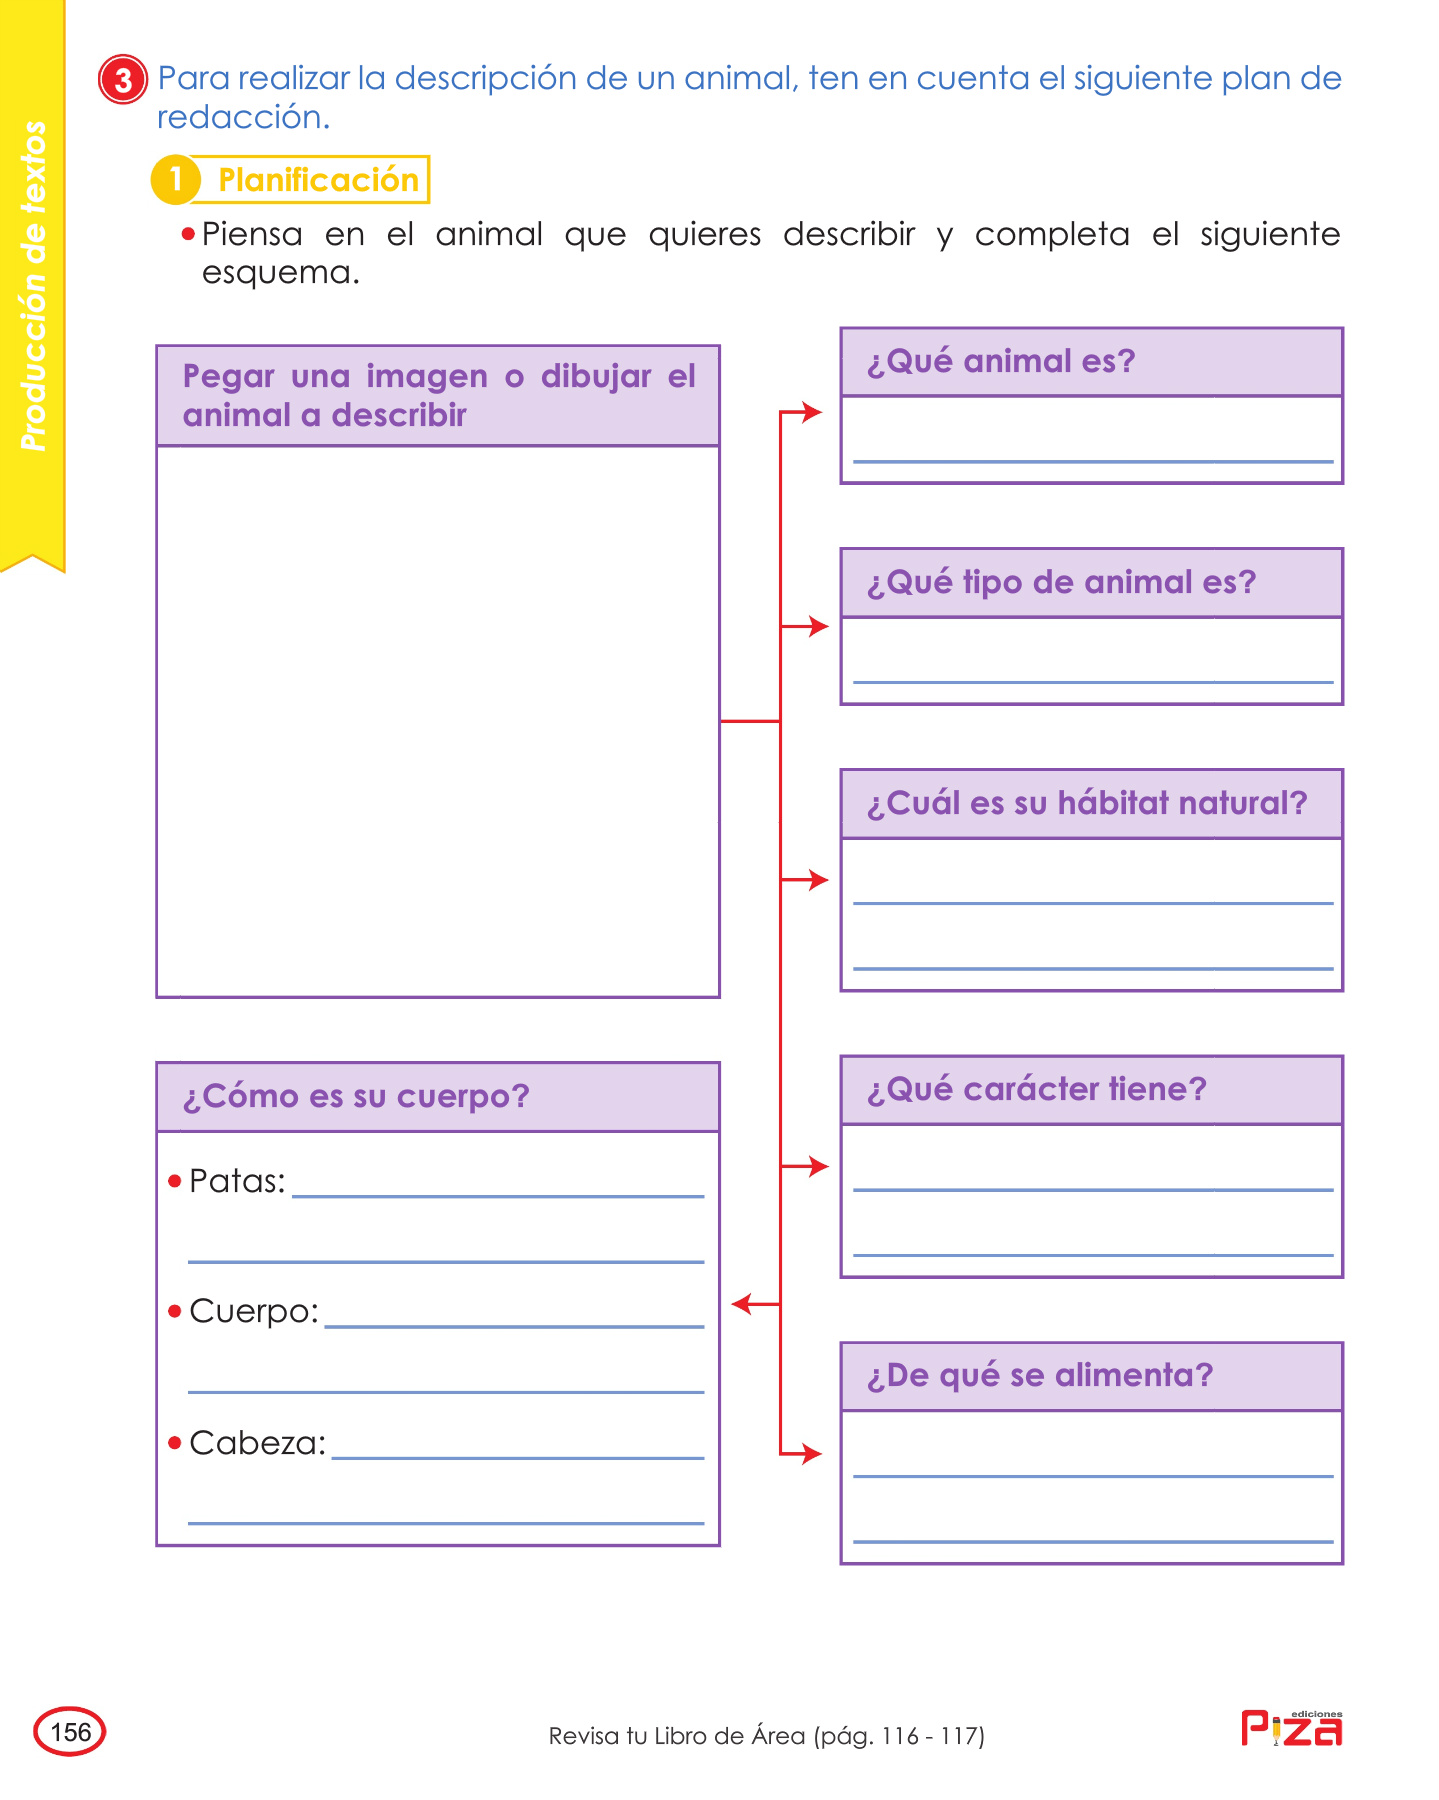 Producción de textos
3 Para realizar la descripción de un animal, ten en cuenta el siguiente plan de
redacción.
1 Planificación
• Piensa en el animal que quieres describir y completa el siguiente
esquema.
Pegar una imagen o dibujar el
animal a describir
¿Qué animal es?
¿Qué tipo de animal es?
¿Cuál es su hábitat natural?
¿Cómo es su cuerpo?
• Patas:
• Cuerpo:
• Cabeza:
¿Qué carácter tiene?
¿De qué se alimenta?
156
Revisa tu Libro de Área (pág. 116 - 117)
ediciones
Piza